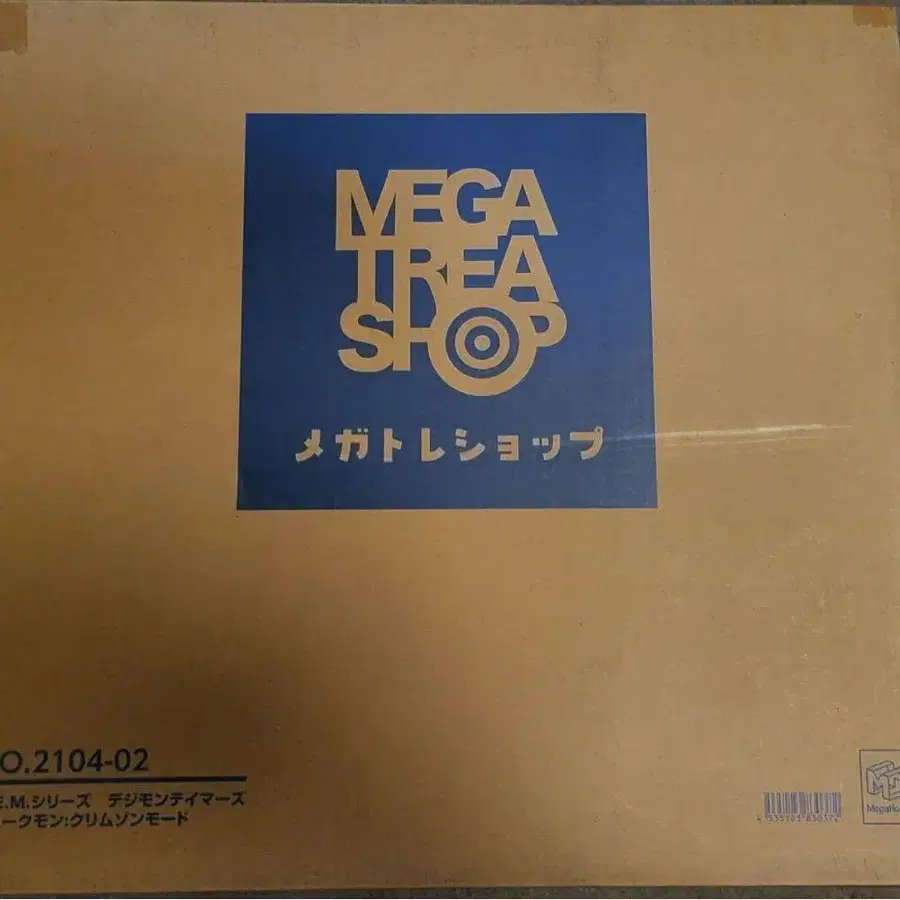 MEGA
TREA
SHOP
メガトレショップ
O.2104-02
E.M.シリーズ デジモンテイマーズ
ークモン:クリムゾンモード